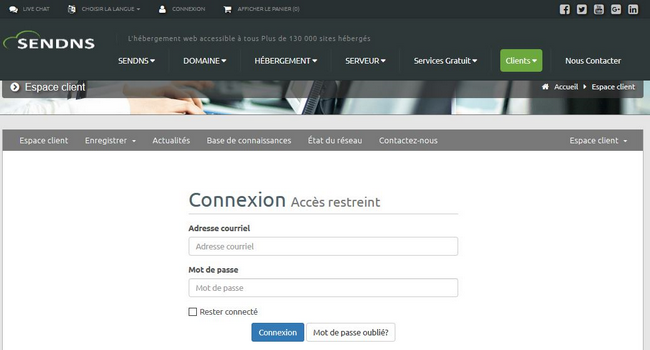 LIVE CHAT CHOISIR LA LANGUE CONNEXION AFFICHER LE PANIER (0)
SENDNS
L'hébergement web accessible à tous Plus de 130 000 sites hébergés
SENDNS DOMAINE HÉBERGEMENT SERVEUR Services Gratuit Clients Nous Contacter
Espace client Accueil Espace client
Espace client Enregistrer Actualités Base de connaissances État du réseau Contactez-nous Espace client
Connexion Accès restreint
Adresse courriel
Adresse courriel
Mot de passe
Mot de passe
Rester connecté
Connexion Mot de passe oublié?